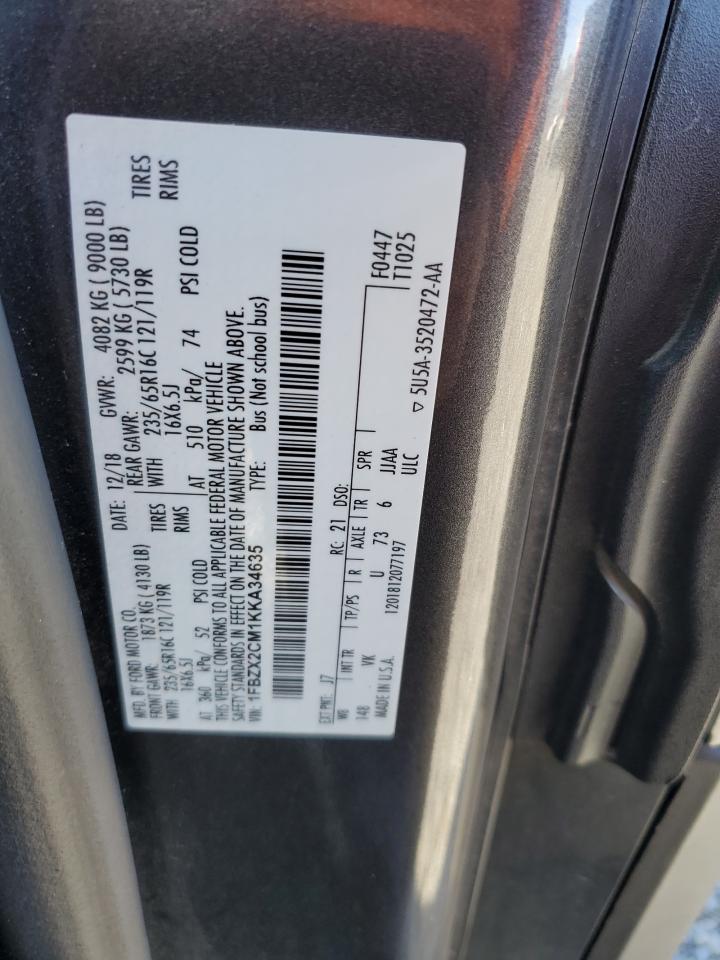 MFD. BY FORD MOTOR CO. DATE: 12/18 GVWR: 4082 KG ( 9000 LB)
FRONT GAWR: 1873 KG ( 4130 LB) REAR GAWR: 2599 KG ( 5730 LB)
WITH 235/65R16C 121/119R TIRES WITH 235/65R16C 121/119R TIRES
16X6.5J RIMS 16X6.5J RIMS
AT 360 kPa/ 52 PSI COLD AT 510 kPa/ 74 PSI COLD
THIS VEHICLE CONFORMS TO ALL APPLICABLE FEDERAL MOTOR VEHICLE
SAFETY STANDARDS IN EFFECT ON THE DATE OF MANUFACTURE SHOWN ABOVE.
VIN: 1FBZX2CM1KKA34635 TYPE: Bus (Not school bus)
EXT PNT: J7 RC: 21 DSO: F0447
WB INT TR TP/PS R AXLE TR SPR T1025
148 VK U 73 6 JJAA
MADE IN U.S.A. 1201812077197 ULC
▽ 5U5A-3520472-AA